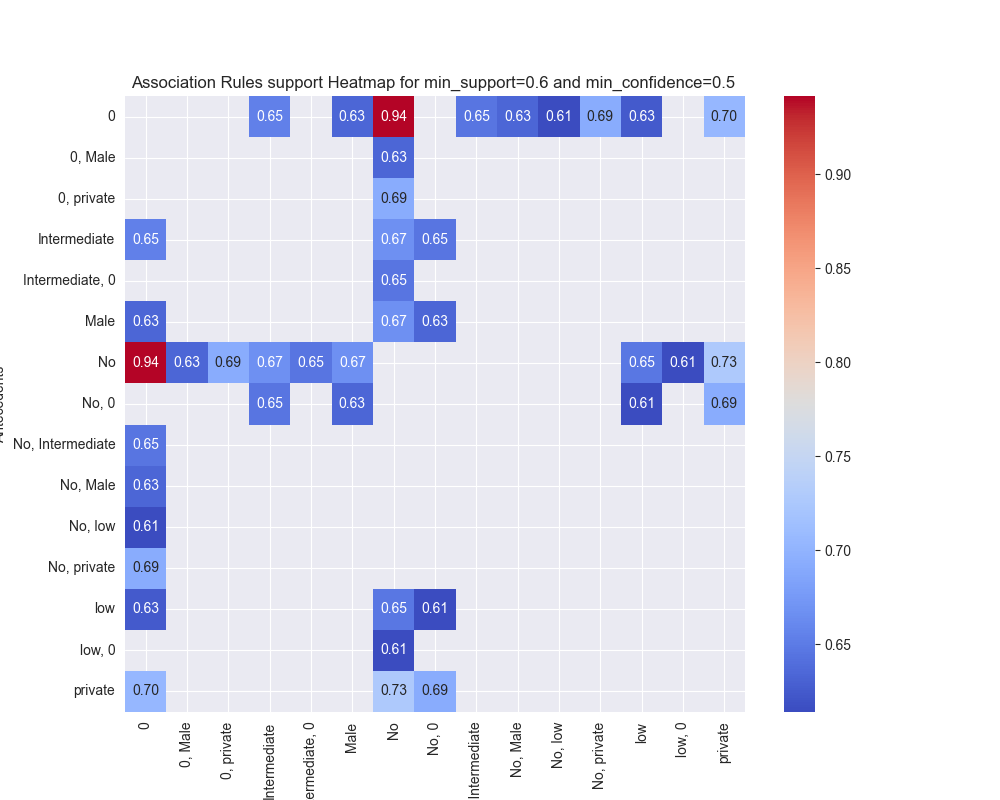 Association Rules support Heatmap for min_support=0.6 and min_confidence=0.5
0 0.65 0.63 0.94 0.65 0.63 0.61 0.69 0.63 0.70
0, Male 0.63
0, private 0.69
Intermediate 0.65 0.67 0.65
Intermediate, 0 0.65
Male 0.63 0.67 0.63
No 0.94 0.63 0.69 0.67 0.65 0.67 0.65 0.61 0.73
No, 0 0.65 0.63 0.61 0.69
No, Intermediate 0.65
No, Male 0.63
No, low 0.61
No, private 0.69
low 0.63 0.65 0.61
low, 0 0.61
private 0.70 0.73 0.69
0
0, Male
0, private
Intermediate
ermediate, 0
Male
No
No, 0
Intermediate
No, Male
No, low
No, private
low
low, 0
private
0.90
0.85
0.80
0.75
0.70
0.65